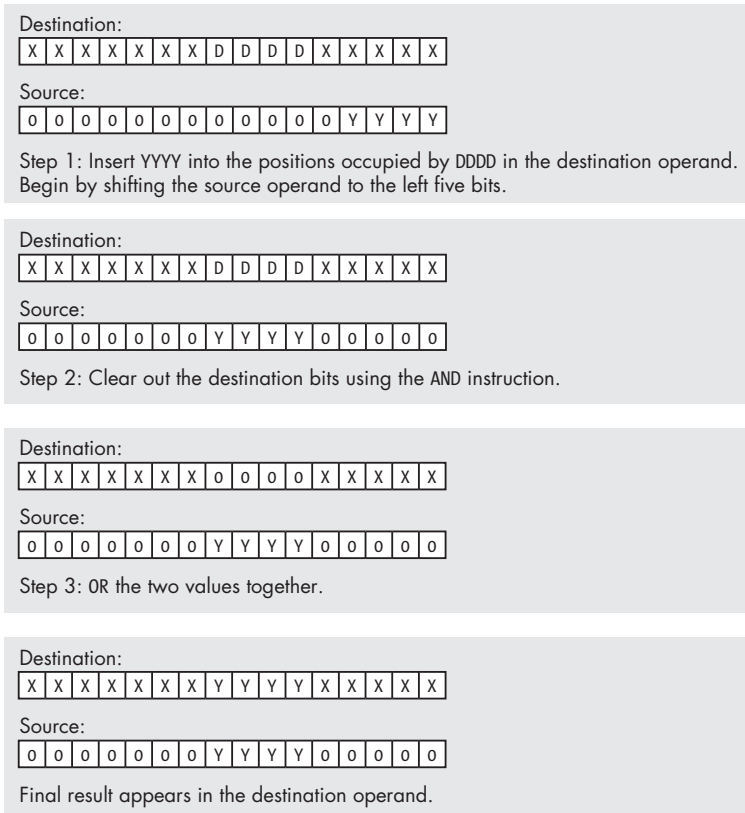 Destination:
X X X X X X X D D D D X X X X X
Source:
0 0 0 0 0 0 0 0 0 0 0 0 Y Y Y Y
Step 1: Insert YYYY into the positions occupied by DDDD in the destination operand.
Begin by shifting the source operand to the left five bits.
Destination:
X X X X X X X D D D D X X X X X
Source:
0 0 0 0 0 0 0 Y Y Y Y 0 0 0 0 0
Step 2: Clear out the destination bits using the AND instruction.
Destination:
X X X X X X X 0 0 0 0 X X X X X
Source:
0 0 0 0 0 0 0 Y Y Y Y 0 0 0 0 0
Step 3: OR the two values together.
Destination:
X X X X X X X Y Y Y Y X X X X X
Source:
0 0 0 0 0 0 0 Y Y Y Y 0 0 0 0 0
Final result appears in the destination operand.